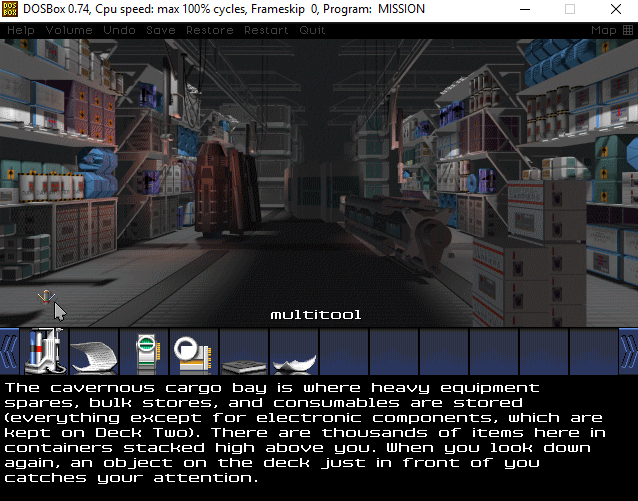 DOSBox 0.74, Cpu speed: max 100% cycles, Frameskip 0, Program: MISSION
Help Volume Undo Save Restore Restart Quit Map
multitool
The cavernous cargo bay is where heavy equipment
spares, bulk stores, and consumables are stored
(everything except for electronic components, which are
kept on Deck Two). There are thousands of items here in
containers stacked high above you. When you look down
again, an object on the deck just in front of you
catches your attention.